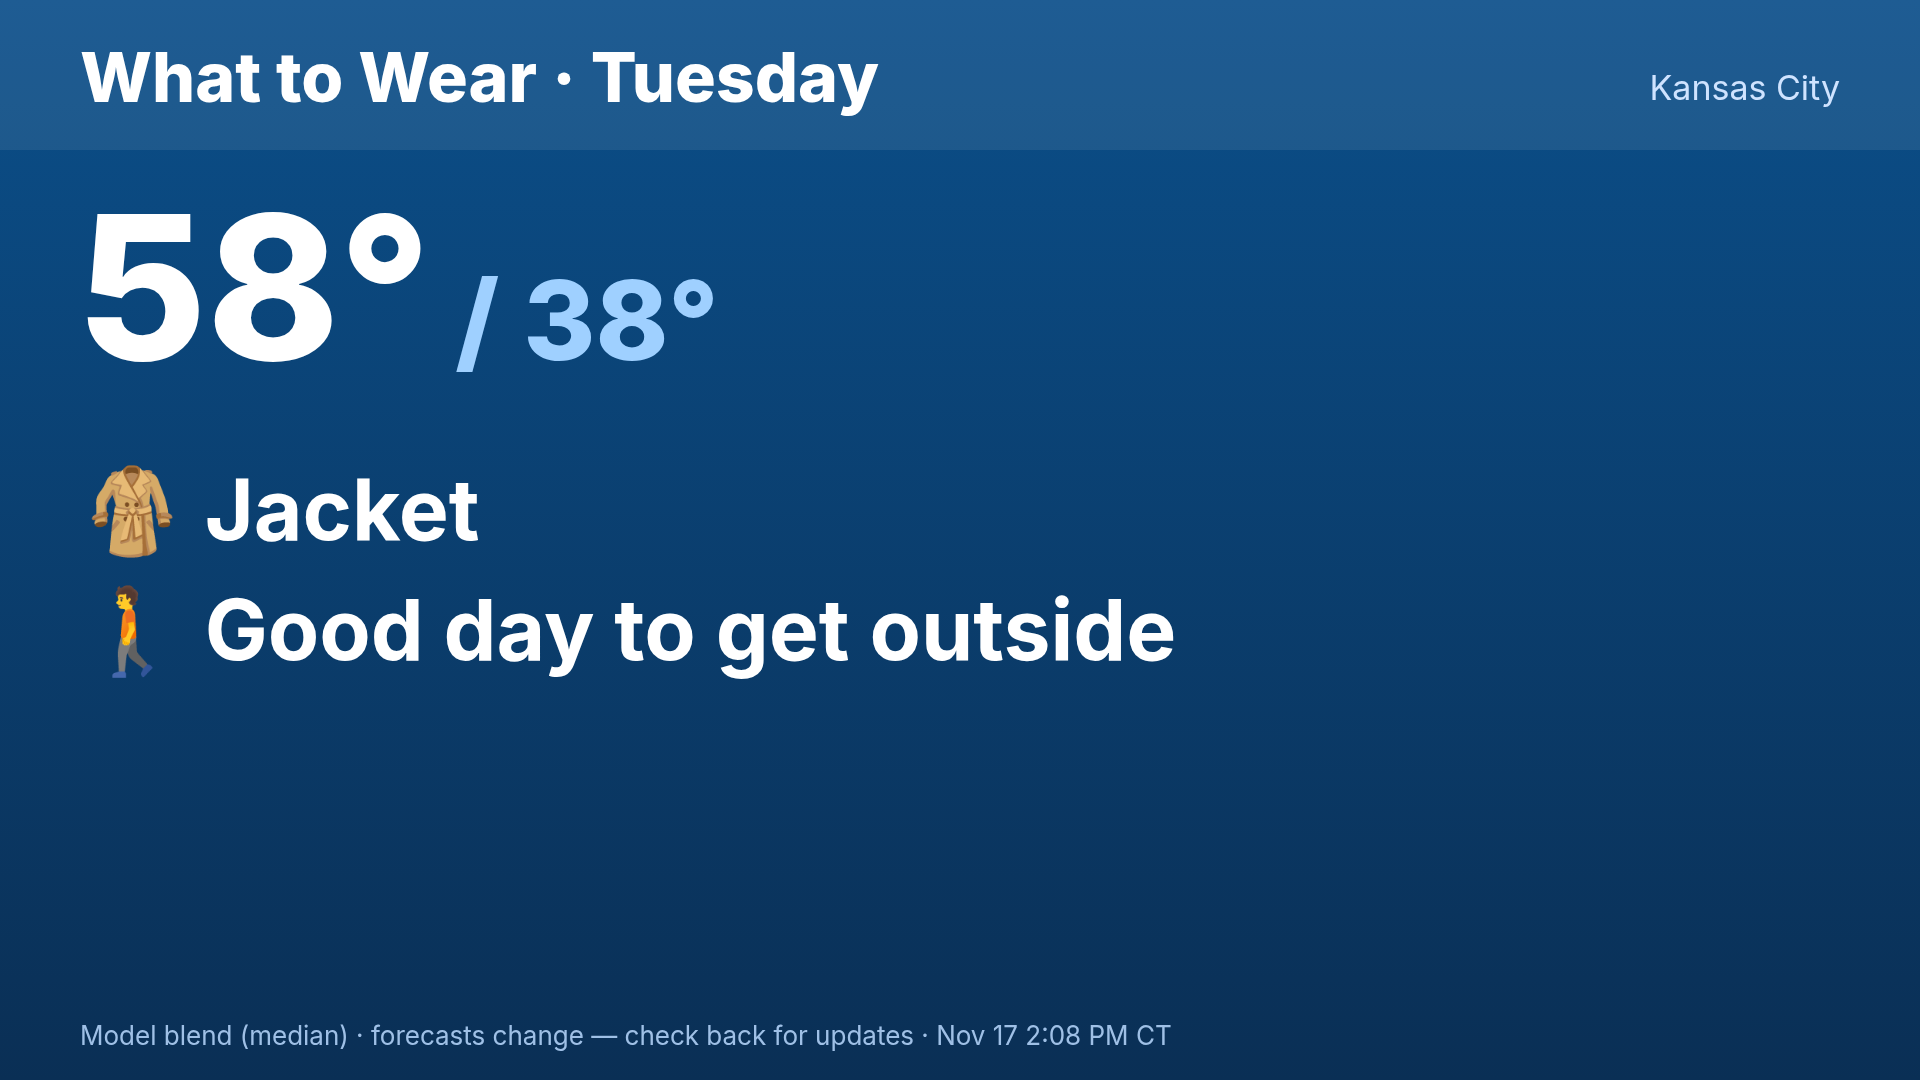 What to Wear · Tuesday
Kansas City
58° / 38°
Jacket
Good day to get outside
Model blend (median) · forecasts change — check back for updates · Nov 17 2:08 PM CT